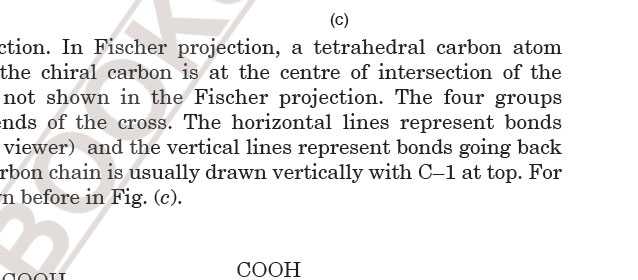 (c)
ction. In Fischer projection, a tetrahedral carbon atom
the chiral carbon is at the centre of intersection of the
not shown in the Fischer projection. The four groups
ends of the cross. The horizontal lines represent bonds
viewer) and the vertical lines represent bonds going back
rbon chain is usually drawn vertically with C–1 at top. For
n before in Fig. (c).
COOH COOH
BOOK